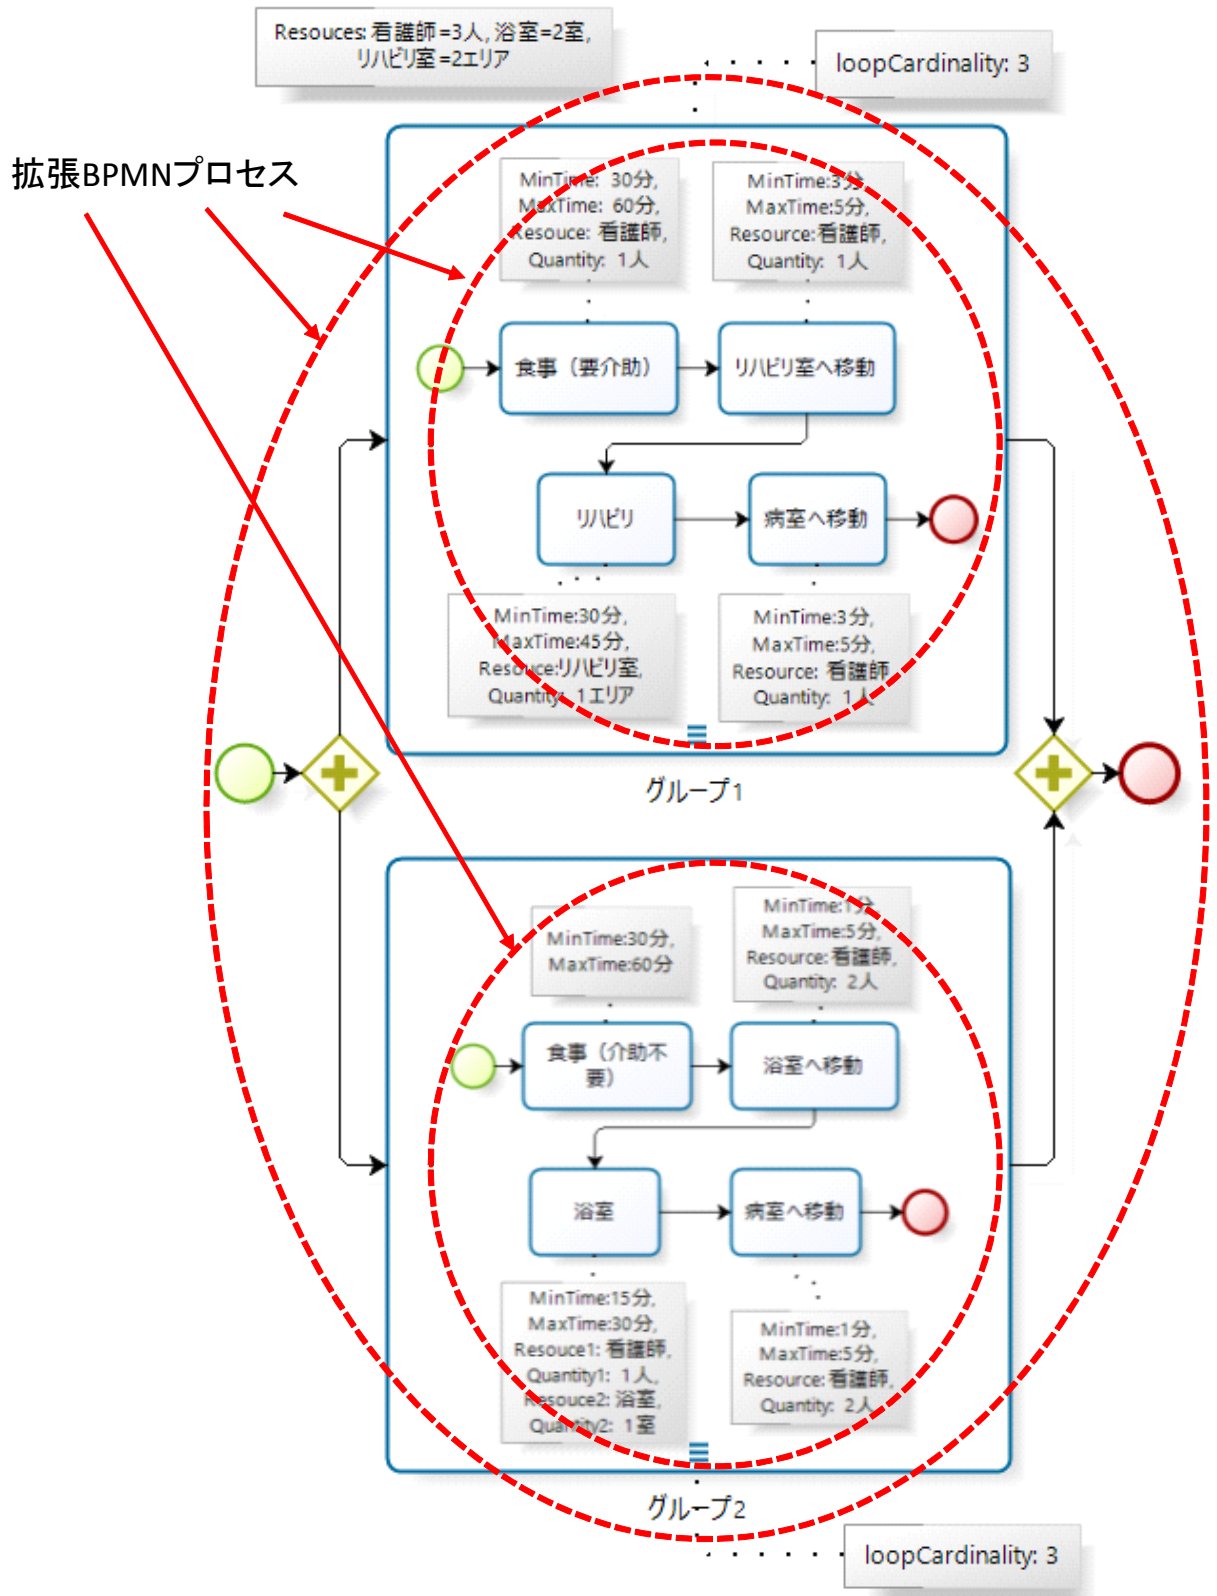 Resouces: 看護師=3人, 浴室=2室,
リハビリ室=2エリア
loopCardinality: 3
拡張BPMNプロセス
MinTime: 30分,
MaxTime: 60分,
Resouce: 看護師,
Quantity: 1人
MinTime:3分,
MaxTime:5分,
Resource:看護師,
Quantity: 1人
食事（要介助）
リハビリ室へ移動
リハビリ
病室へ移動
MinTime:30分,
MaxTime:45分,
Resouce:リハビリ室,
Quantity: 1エリア
MinTime:3分,
MaxTime:5分,
Resource: 看護師
Quantity: 1人
グループ1
MinTime:30分,
MaxTime:60分
MinTime:1分,
MaxTime:5分,
Resource: 看護師,
Quantity: 2人
食事（介助不
要）
浴室へ移動
浴室
病室へ移動
MinTime:15分,
MaxTime:30分,
Resouce1: 看護師,
Quantity1: 1人,
Resouce2: 浴室,
Quantity2: 1室
MinTime:1分,
MaxTime:5分,
Resource: 看護師,
Quantity: 2人
グループ2
loopCardinality: 3